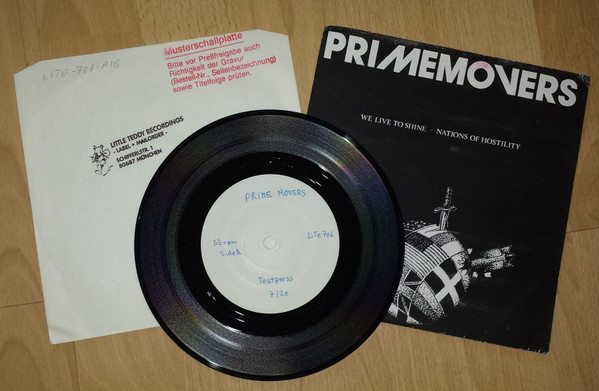 LITE-706-A/B
Musterschallplatte
Bitte vor Preßfreigabe auch
Richtigkeit der Gravur
(Bestell-Nr., Seitenbezeichnung)
sowie Titelfolge prüfen.
LITTLE TEDDY RECORDINGS
- LABEL + MAILORDER -
SCHIFFERLSTR. 1
80687 MÜNCHEN
PRIMEMOVERS
WE LIVE TO SHINE · NATIONS OF HOSTILITY
PRIME MOVERS
33 rpm
Side A
LiTe 706
Testpress
7/20